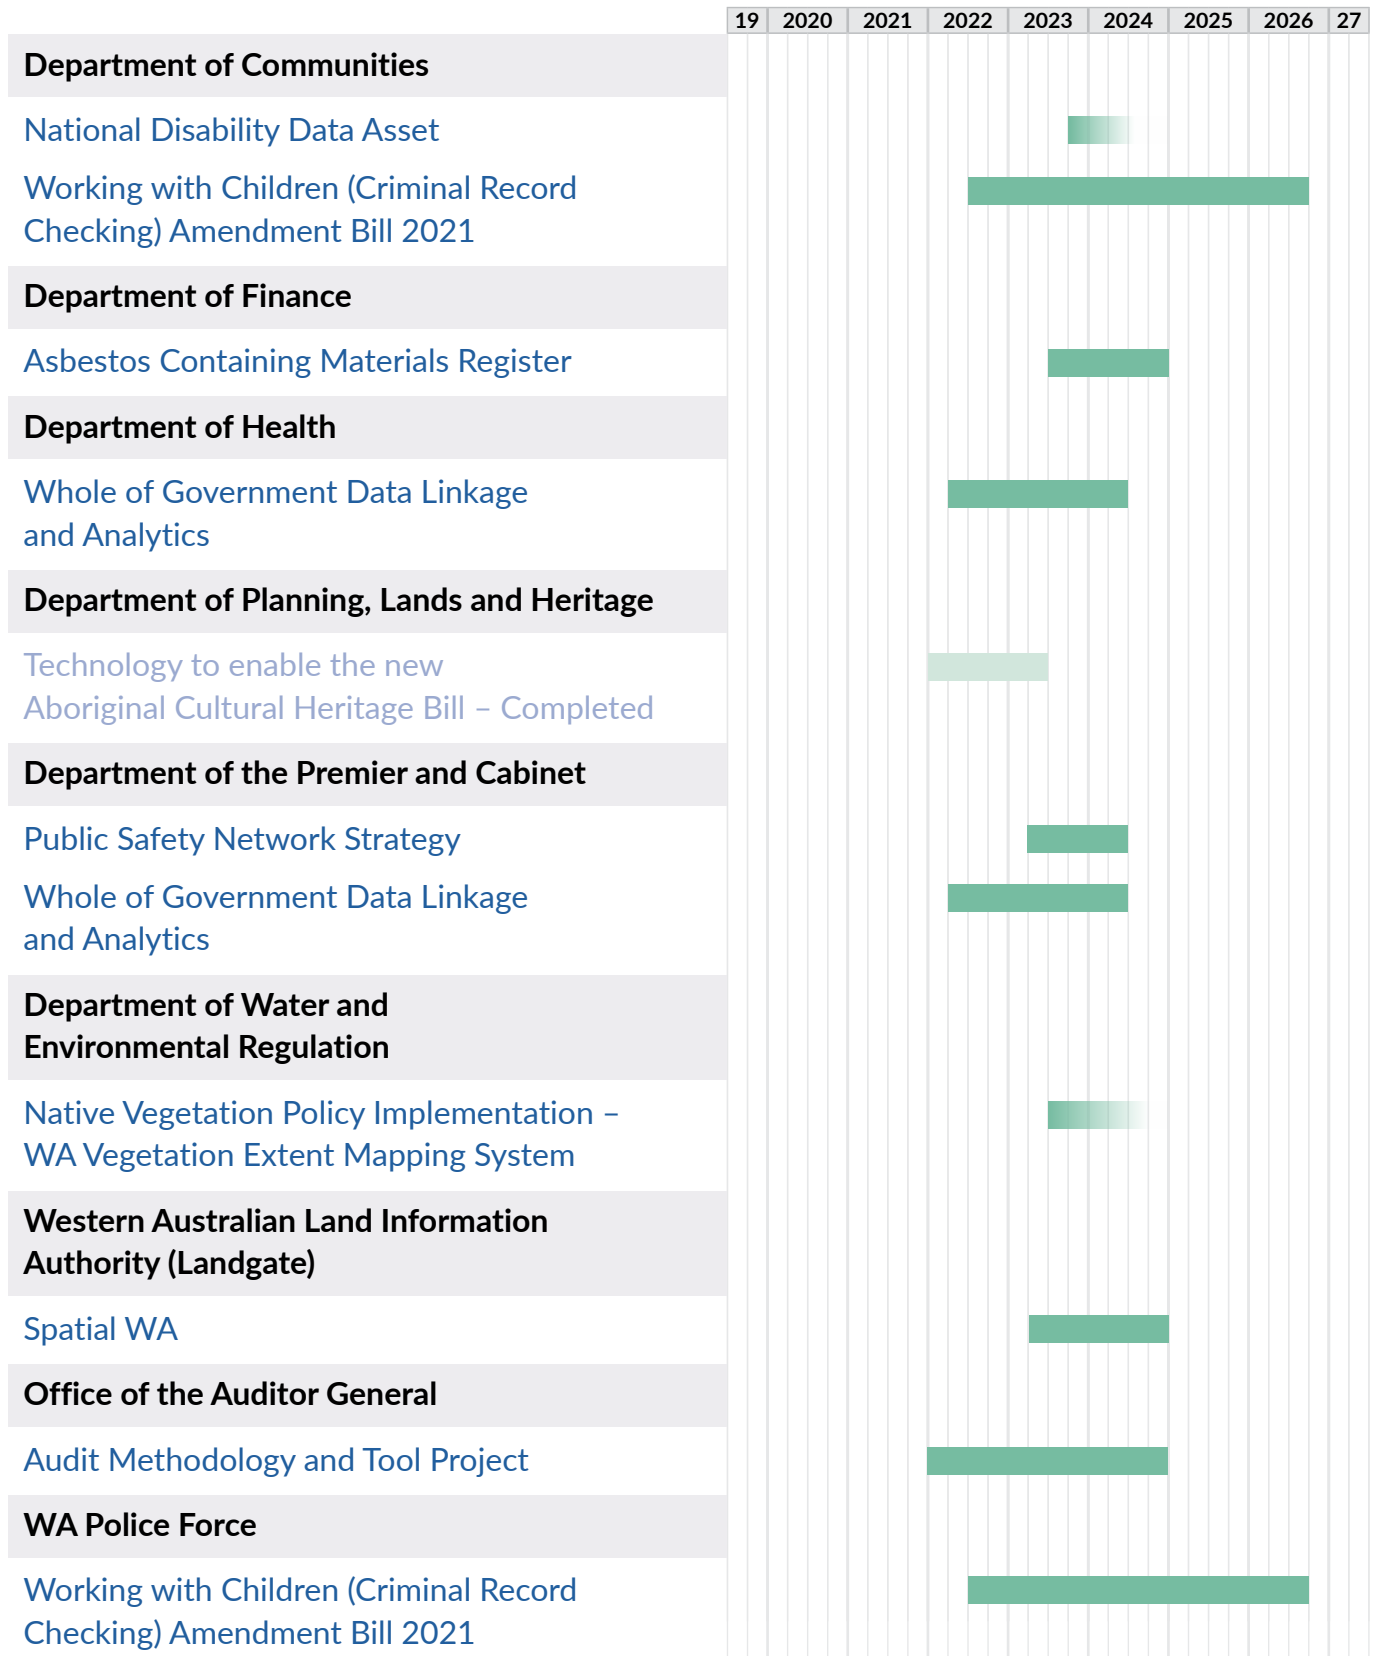 19 2020 2021 2022 2023 2024 2025 2026 27
Department of Communities
National Disability Data Asset
Working with Children (Criminal Record
Checking) Amendment Bill 2021
Department of Finance
Asbestos Containing Materials Register
Department of Health
Whole of Government Data Linkage
and Analytics
Department of Planning, Lands and Heritage
Technology to enable the new
Aboriginal Cultural Heritage Bill – Completed
Department of the Premier and Cabinet
Public Safety Network Strategy
Whole of Government Data Linkage
and Analytics
Department of Water and
Environmental Regulation
Native Vegetation Policy Implementation –
WA Vegetation Extent Mapping System
Western Australian Land Information
Authority (Landgate)
Spatial WA
Office of the Auditor General
Audit Methodology and Tool Project
WA Police Force
Working with Children (Criminal Record
Checking) Amendment Bill 2021